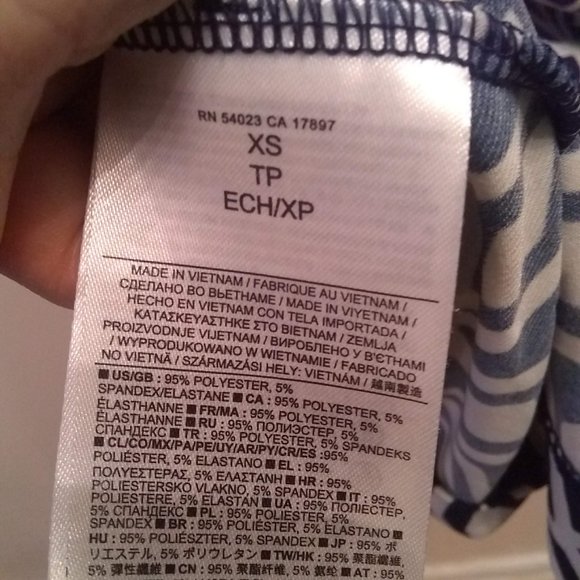 RN 54023 CA 17897
XS
TP
ECH/XP
MADE IN VIETNAM / FABRIQUE AU VIETNAM /
СДЕЛАНО ВО ВЬЕТНАМЕ / MADE IN VIYETNAM /
HECHO EN VIETNAM CON TELA IMPORTADA /
ΚΑΤΑΣΚΕΥΑΣΤΗΚΕ ΣΤΟ ΒΙΕΤΝΑΜ / ZEMLJA
PROIZVODNJE VIJETNAM / ВИРОБЛЕНО У В'ЄТНАМІ
/ WYPRODUKOWANO W WIETNAMIE / FABRICADO
NO VIETNÃ / SZÁRMAZÁSI HELY: VIETNÁM / 越南製造
■ US/GB : 95% POLYESTER, 5%
SPANDEX/ELASTANE ■ CA : 95% POLYESTER, 5%
ÉLASTHANNE ■ FR/MA : 95% POLYESTER, 5%
ÉLASTHANNE ■ RU : 95% ПОЛИЭСТЕР, 5%
СПАНДЕКС ■ TR : 95% POLYESTER, 5% SPANDEKS
■ CL/CO/MX/PA/PE/UY/AR/PY/CR/ES :95%
POLIÉSTER, 5% ELASTANO ■ EL : 95%
ΠΟΛΥΕΣΤΕΡΑΣ, 5% ΕΛΑΣΤΑΝΗ ■ HR : 95%
POLIESTERSKO VLAKNO, 5% SPANDEX ■ IT : 95%
POLIESTERE, 5% ELASTAN ■ UA : 95% ПОЛІЕСТЕР,
5% СПАНДЕКС ■ PL : 95% POLIESTER, 5%
SPANDEX ■ BR : 95% POLIÉSTER, 5% ELASTANO ■
HU : 95% POLIÉSZTER, 5% SPANDEX ■ JP : 95% ポ
リエステル, 5% ポリウレタン ■ TW/HK : 95% 聚酯纖
維, 5% 彈性纖維 ■ CN : 95% 聚酯纤维, 5% 氨纶 ■ AT : 95%